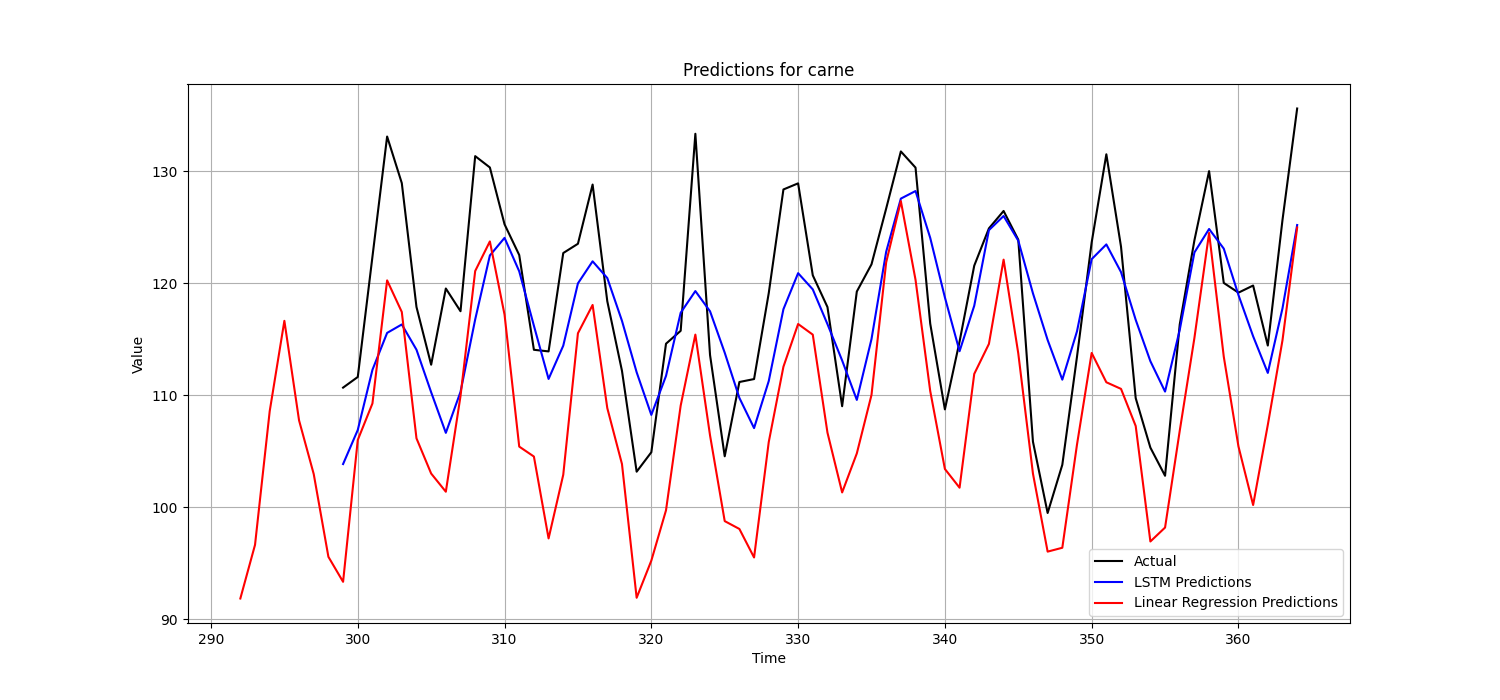 Predictions for carne
Value
130
120
110
100
90
290 300 310 320 330 340 350 360
Time
Actual
LSTM Predictions
Linear Regression Predictions